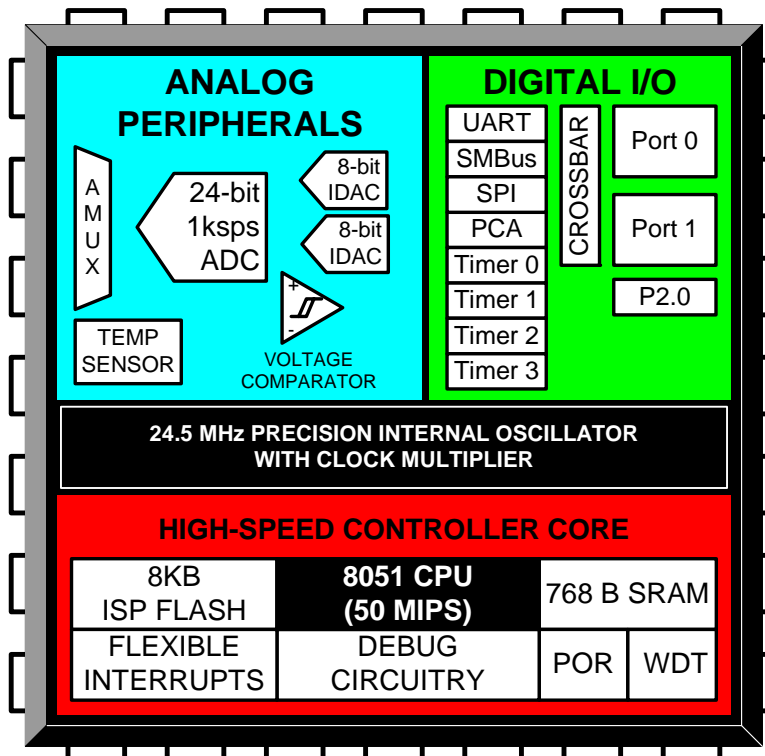 ANALOG
PERIPHERALS
A
M
U
X
24-bit
1ksps
ADC
8-bit
IDAC
8-bit
IDAC
+
-
TEMP
SENSOR
VOLTAGE
COMPARATOR
DIGITAL I/O
UART
SMBus
SPI
PCA
Timer 0
Timer 1
Timer 2
Timer 3
CROSSBAR
Port 0
Port 1
P2.0
24.5 MHz PRECISION INTERNAL OSCILLATOR
WITH CLOCK MULTIPLIER
HIGH-SPEED CONTROLLER CORE
8KB
ISP FLASH
8051 CPU
(50 MIPS)
768 B SRAM
FLEXIBLE
INTERRUPTS
DEBUG
CIRCUITRY
POR
WDT